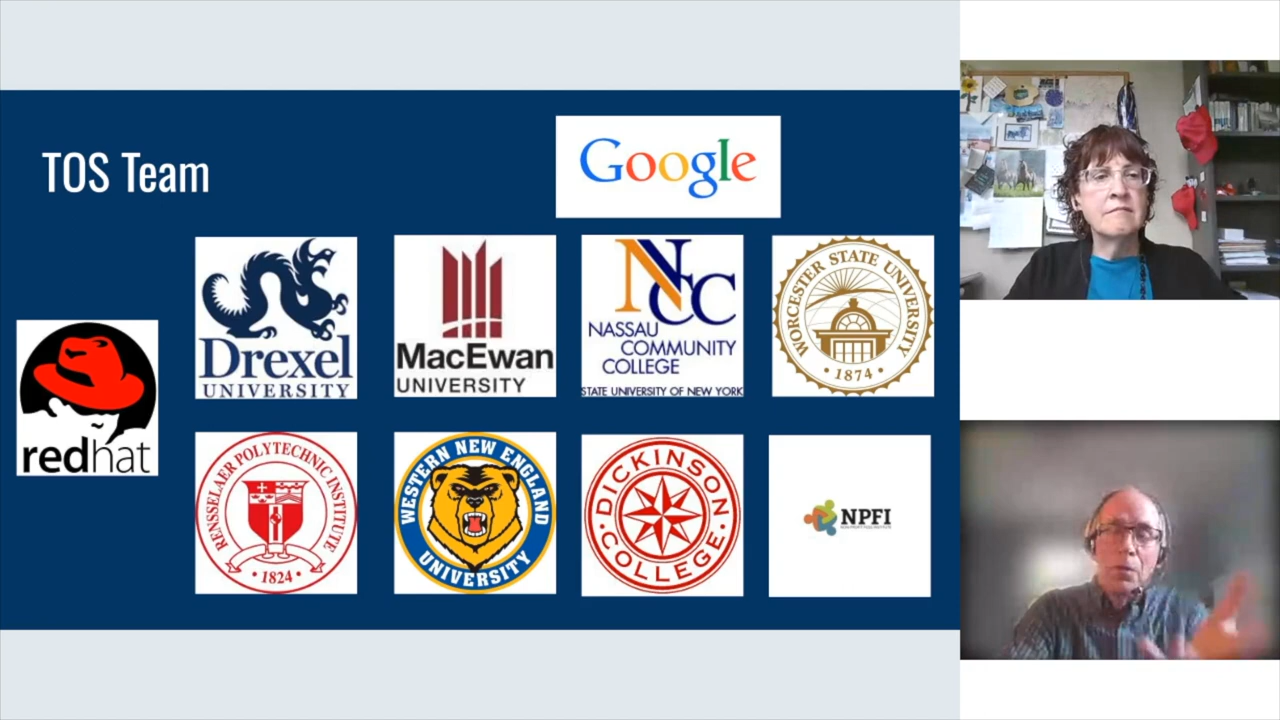 TOS Team
Google
redhat
Drexel
UNIVERSITY
MacEwan
UNIVERSITY
NCC
NASSAU
COMMUNITY
COLLEGE
STATE UNIVERSITY OF NEW YORK
WORCESTER STATE UNIVERSITY
• 1874 •
RENSSELAER POLYTECHNIC INSTITUTE
• 1824 •
WESTERN NEW ENGLAND
UNIVERSITY
DICKINSON
• COLLEGE •
NPFI